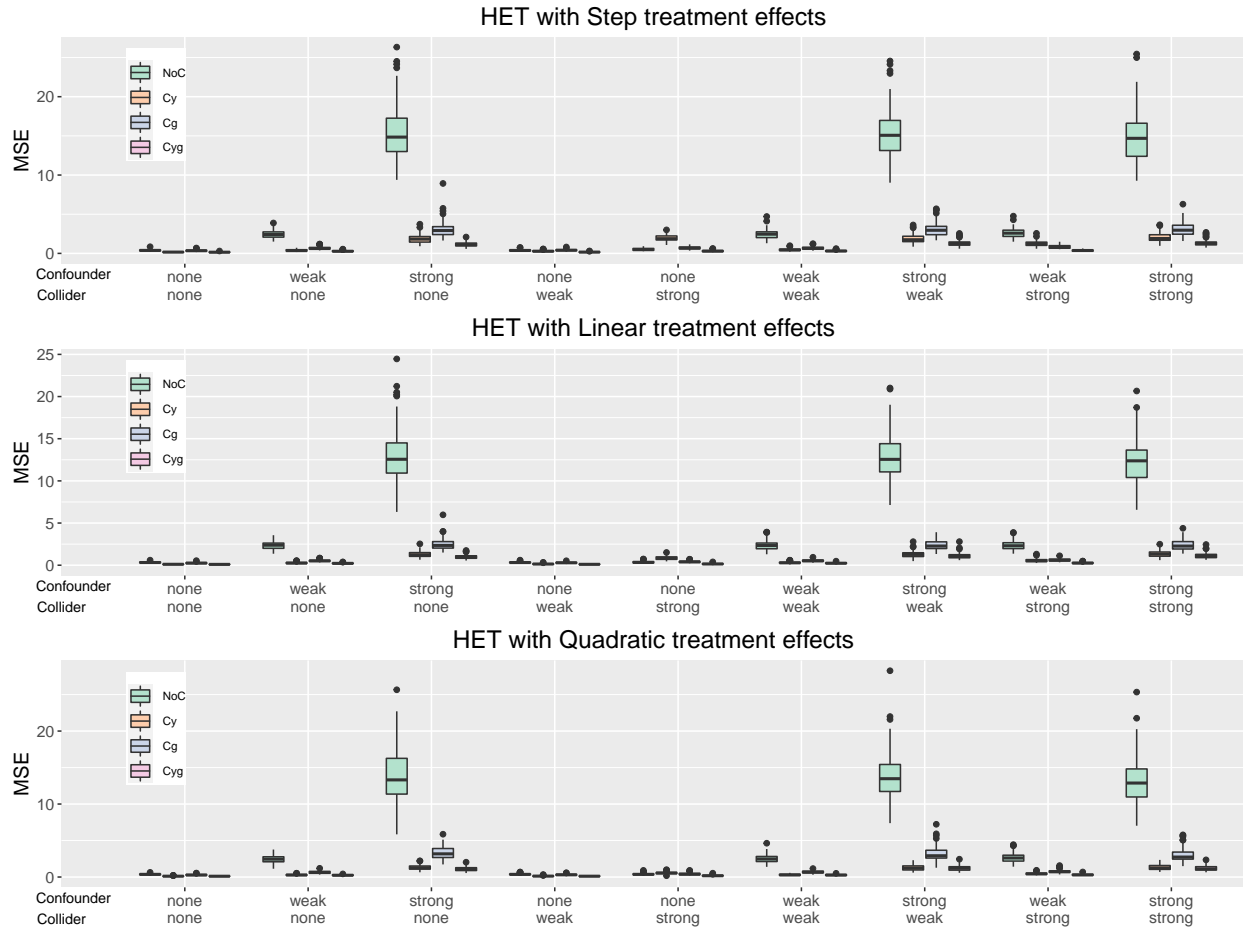 HET with Step treatment effects
MSE
20
10
0
NoC
Cy
Cg
Cyg
Confounder none weak strong none none weak strong weak strong
Collider none none none weak strong weak weak strong strong
HET with Linear treatment effects
MSE
25
20
15
10
5
0
NoC
Cy
Cg
Cyg
Confounder none weak strong none none weak strong weak strong
Collider none none none weak strong weak weak strong strong
HET with Quadratic treatment effects
MSE
20
10
0
NoC
Cy
Cg
Cyg
Confounder none weak strong none none weak strong weak strong
Collider none none none weak strong weak weak strong strong